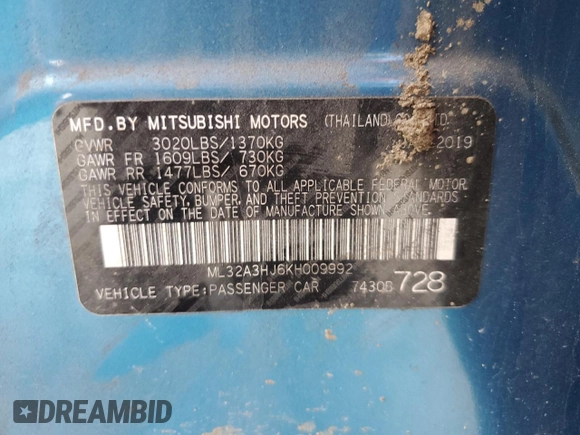 MFD.BY MITSUBISHI MOTORS (THAILAND) LTD.
GVWR 3020LBS/1370KG 2019
GAWR FR 1609LBS/ 730KG
GAWR RR 1477LBS/ 670KG
THIS VEHICLE CONFORMS TO ALL APPLICABLE FEDERAL MOTOR
VEHICLE SAFETY, BUMPER, AND THEFT PREVENTION STANDARDS
IN EFFECT ON THE DATE OF MANUFACTURE SHOWN ABOVE.
ML32A3HJ6KH009992
VEHICLE TYPE:PASSENGER CAR 7430B 728
DREAMBID